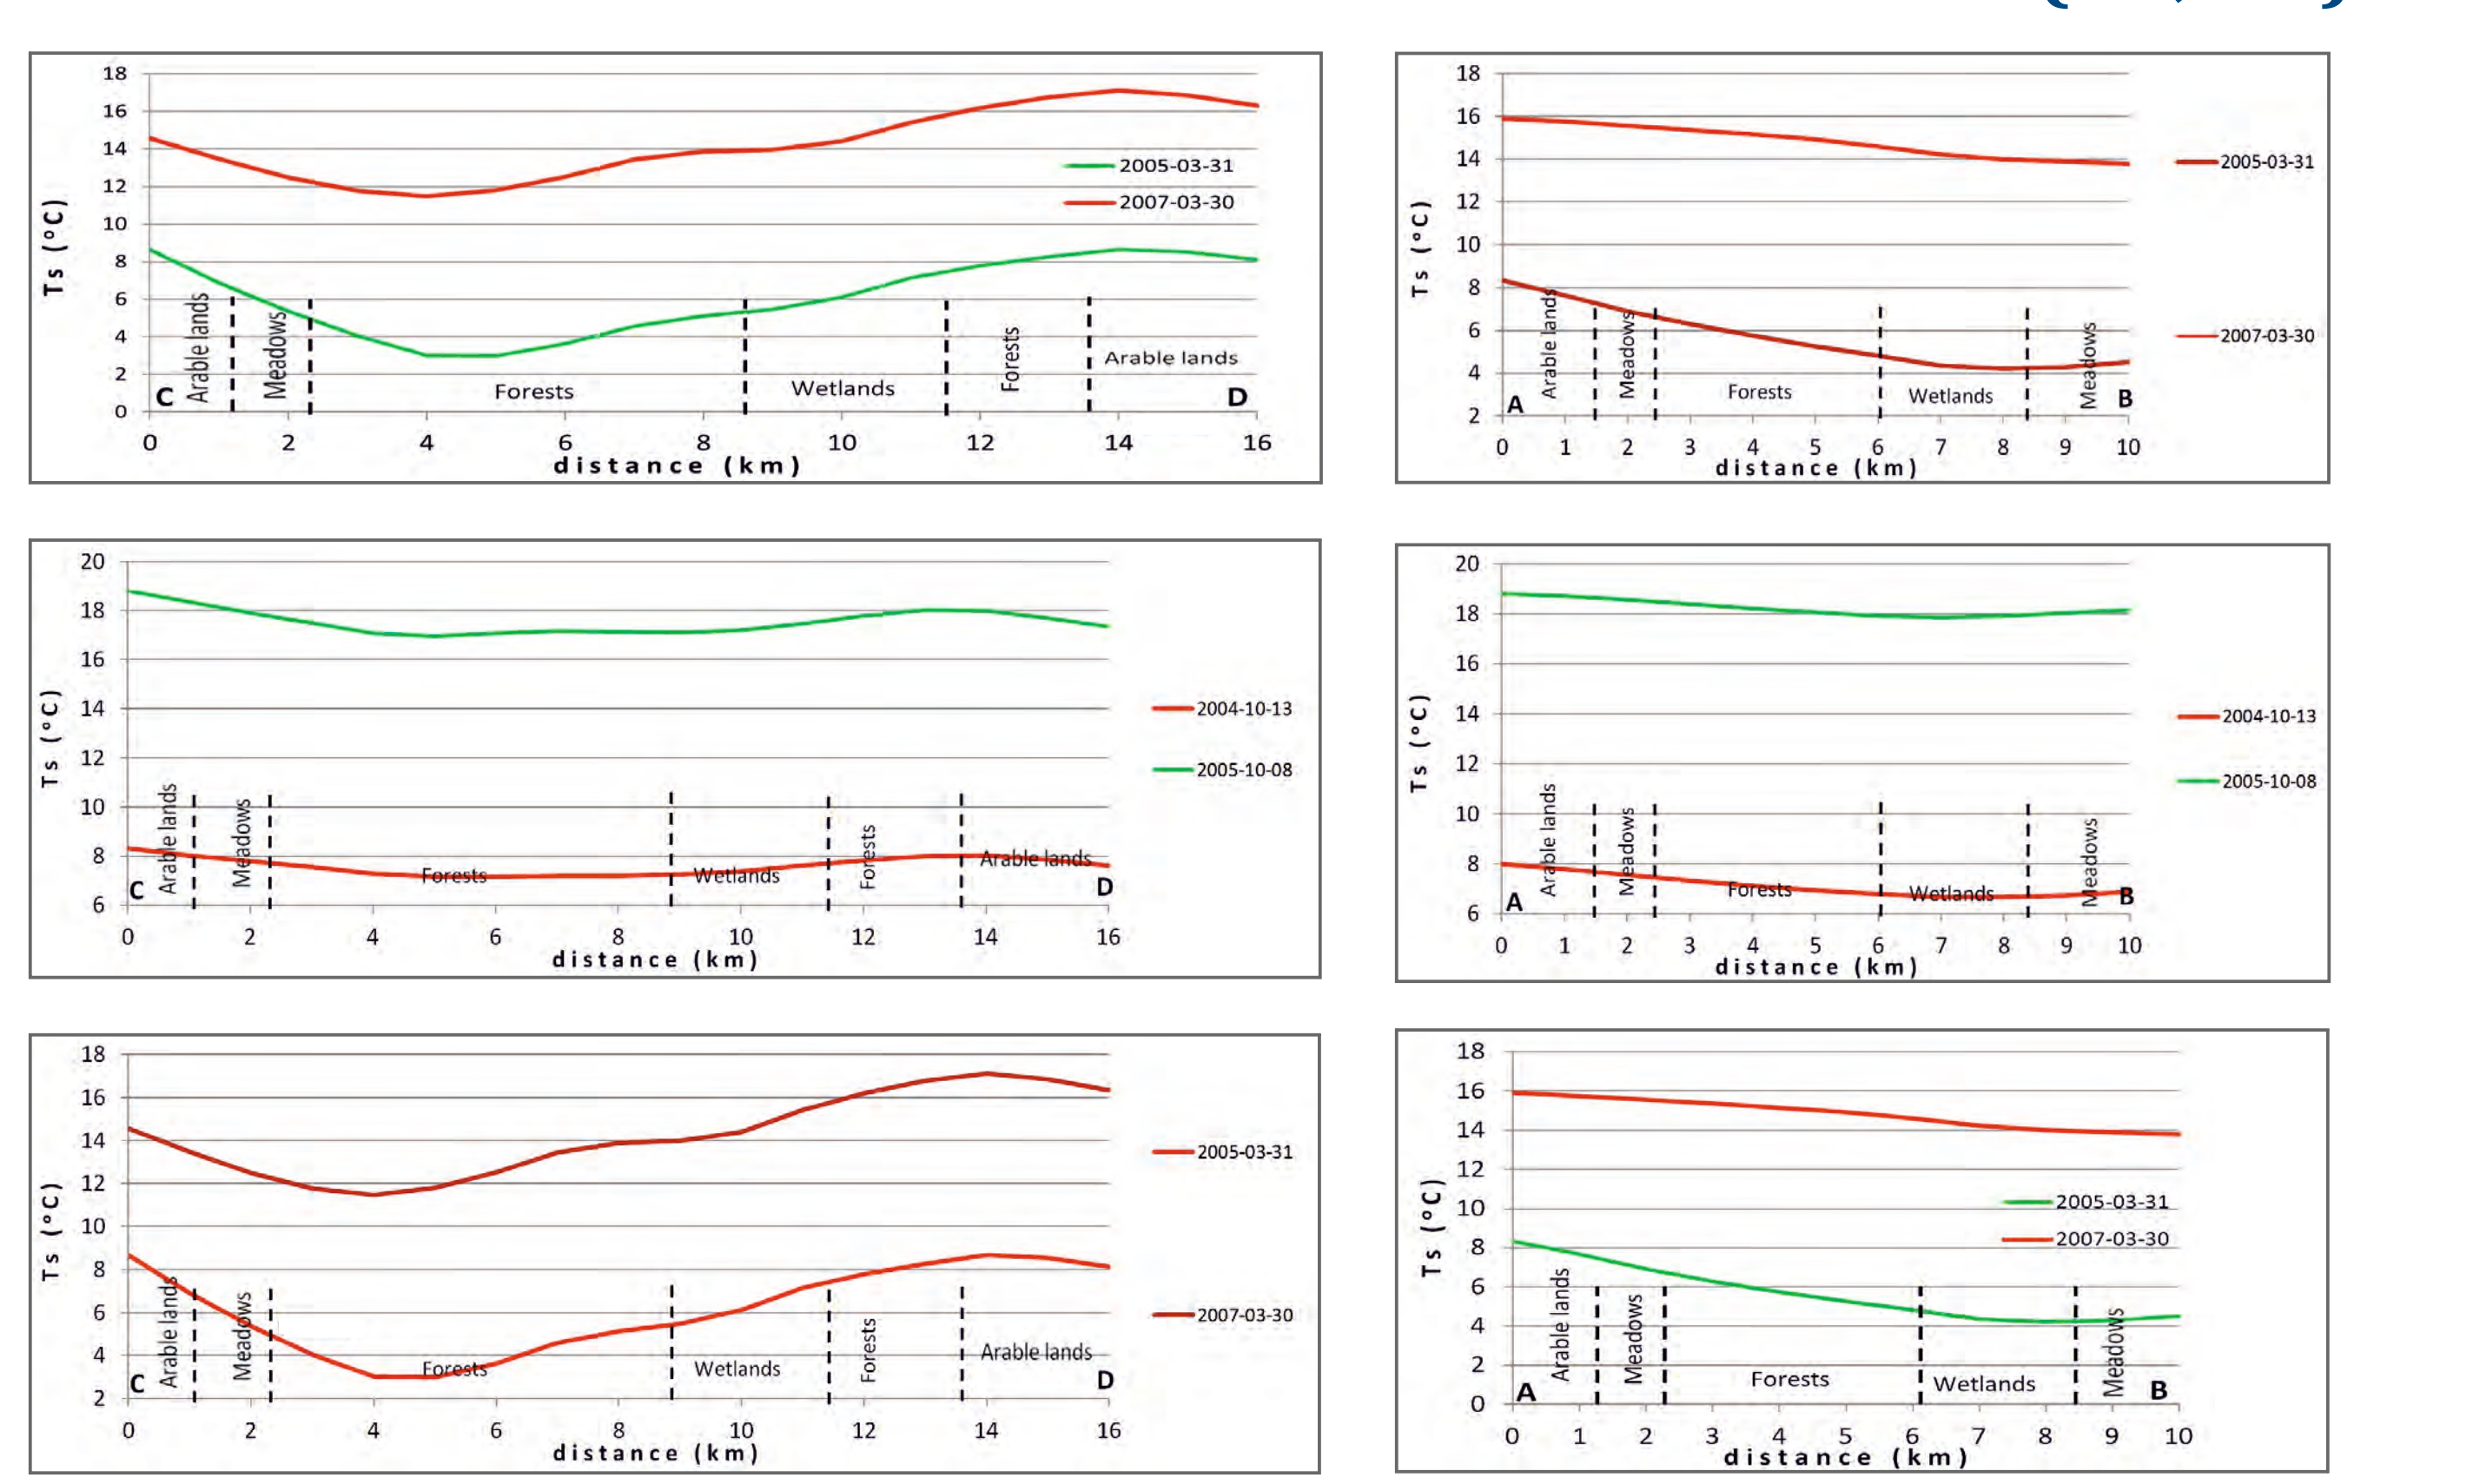 18
16
14
12
10
8
6
4
2
0
Ts (°C)
2005-03-31
2007-03-30
C
Arable lands
Meadows
Forests
Wetlands
Forests
Arable lands
D
0 2 4 6 8 10 12 14 16
distance (km)
18
16
14
12
10
8
6
4
2
Ts (°C)
2005-03-31
2007-03-30
A
Arable lands
Meadows
Forests
Wetlands
Meadows
B
0 1 2 3 4 5 6 7 8 9 10
distance (km)
20
18
16
14
12
10
8
6
Ts (°C)
2004-10-13
2005-10-08
C
Arable lands
Meadows
Forests
Wetlands
Forests
Arable lands
D
0 2 4 6 8 10 12 14 16
distance (km)
20
18
16
14
12
10
8
6
Ts (°C)
2004-10-13
2005-10-08
A
Arable lands
Meadows
Forests
Wetlands
Meadows
B
0 1 2 3 4 5 6 7 8 9 10
distance (km)
18
16
14
12
10
8
6
4
2
Ts (°C)
2005-03-31
2007-03-30
C
Arable lands
Meadows
Forests
Wetlands
Forests
Arable lands
D
0 2 4 6 8 10 12 14 16
distance (km)
18
16
14
12
10
8
6
4
2
0
Ts (°C)
2005-03-31
2007-03-30
A
Arable lands
Meadows
Forests
Wetlands
Meadows
B
0 1 2 3 4 5 6 7 8 9 10
distance (km)